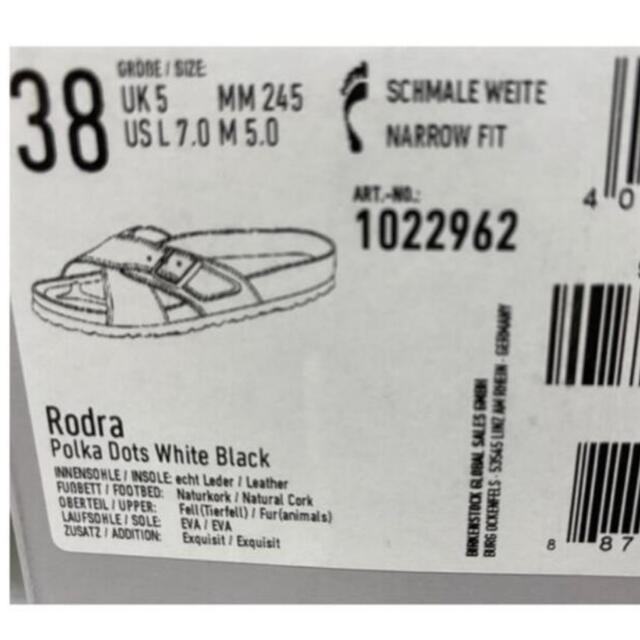 38
GRÖBE / SIZE:
UK 5 MM 245
US L 7.0 M 5.0
SCHMALE WEITE
NARROW FIT
ART.-NO.:
1022962
4 0
Rodra
Polka Dots White Black
INNENSOHLE / INSOLE: echt Leder / Leather
FUßBETT / FOOTBED: Naturkork / Natural Cork
OBERTEIL / UPPER: Fell(Tierfell) / Fur(animals)
LAUFSOHLE / SOLE: EVA / EVA
ZUSATZ / ADDITION: Exquisit / Exquisit
BIRKENSTOCK GLOBAL SALES GMBH
BURG OCKENFELS - 53545 LINZ AM RHEIN - GERMANY
8 87